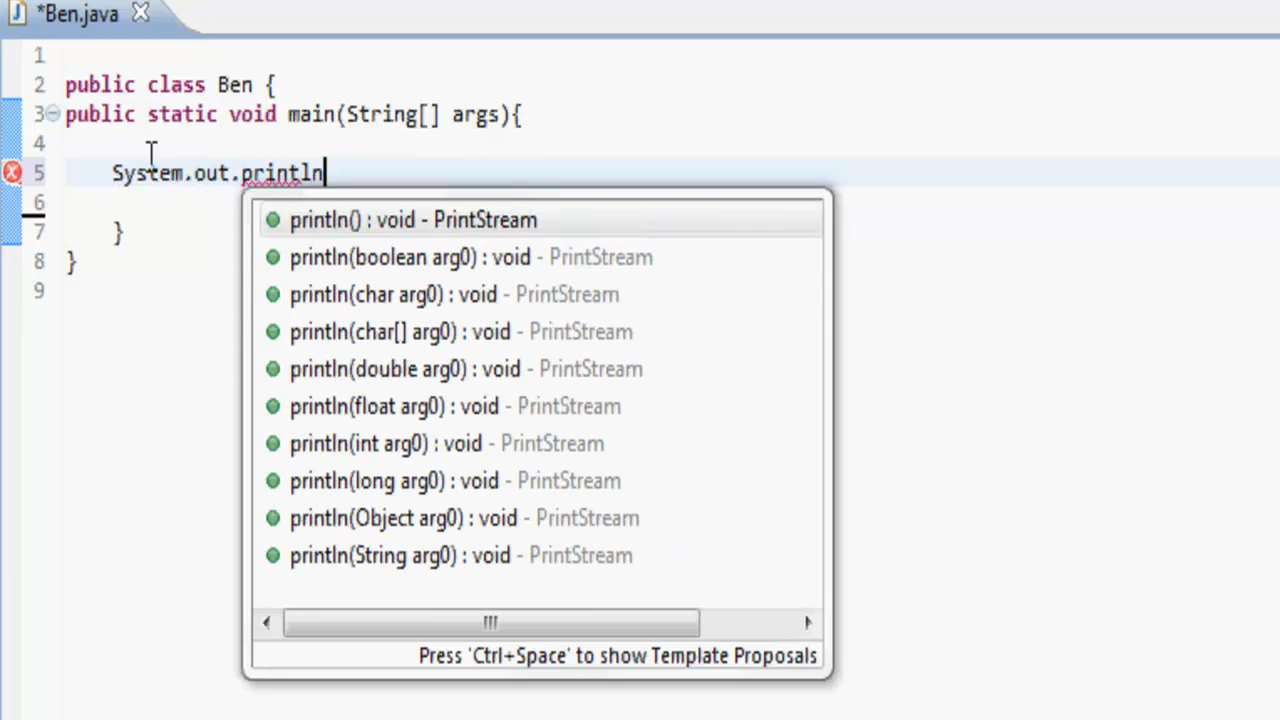 *Ben.java
1
2 public class Ben {
3 public static void main(String[] args){
4
5 System.out.println
6
7 }
8 }
9
println() : void - PrintStream
println(boolean arg0) : void - PrintStream
println(char arg0) : void - PrintStream
println(char[] arg0) : void - PrintStream
println(double arg0) : void - PrintStream
println(float arg0) : void - PrintStream
println(int arg0) : void - PrintStream
println(long arg0) : void - PrintStream
println(Object arg0) : void - PrintStream
println(String arg0) : void - PrintStream
Press 'Ctrl+Space' to show Template Proposals